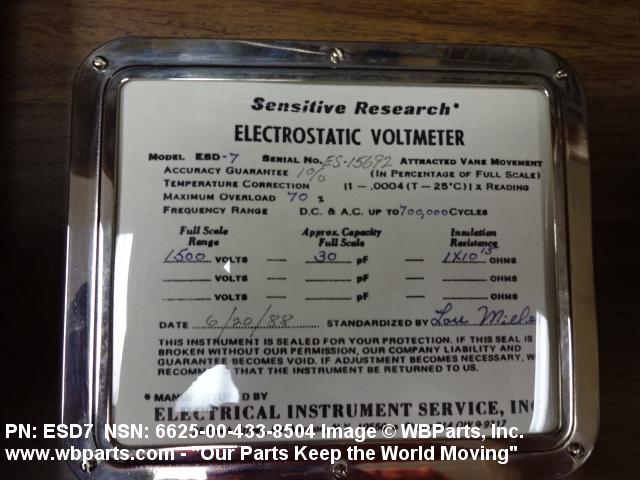 Sensitive Research*
ELECTROSTATIC VOLTMETER
MODEL ESD-7 SERIAL NO. ES-15692 ATTRACTED VANE MOVEMENT
ACCURACY GUARANTEE 1% (IN PERCENTAGE OF FULL SCALE)
TEMPERATURE CORRECTION [1 - .0004 (T - 25°C)] x READING
MAXIMUM OVERLOAD 70 %
FREQUENCY RANGE D.C. & A.C. UP TO 700,000 CYCLES
Full Scale Range Approx. Capacity Full Scale Insulation Resistance
1500 VOLTS — 30 pF — 1X10^15 OHMS
VOLTS — pF — OHMS
VOLTS — pF — OHMS
DATE 6/20/88 STANDARDIZED BY Lou
THIS INSTRUMENT IS SEALED FOR YOUR PROTECTION. IF THIS SEAL IS
BROKEN WITHOUT OUR PERMISSION, OUR COMPANY LIABILITY AND
GUARANTEE BECOMES VOID. IF ADJUSTMENT BECOMES NECESSARY, W
RECOMME THAT THE INSTRUMENT BE RETURNED TO US.
* MANUFACTURED BY
ELECTRICAL INSTRUMENT SERVICE, INC
PN: ESD7 NSN: 6625-00-433-8504 Image © WBParts, Inc.
www.wbparts.com - "Our Parts Keep the World Moving"